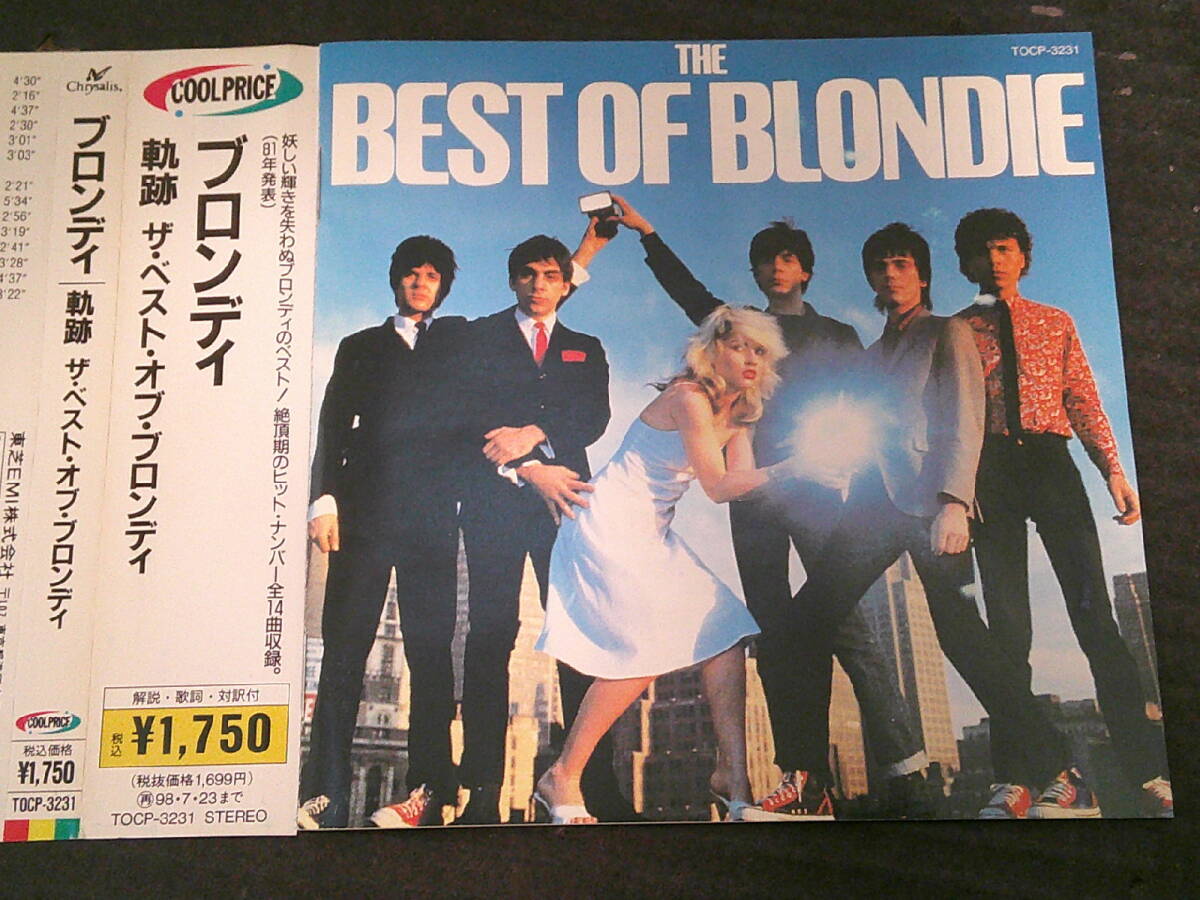 4'30"
2'16"
4'37"
2'30"
3'01"
3'03"
2'21"
5'34"
2'56"
3'19"
2'41"
3'28"
4'37"
3'22"
東芝EMI株式会社 〒107
Chrysalis.
ブロンディ
軌跡 ザ・ベスト・オブ・ブロンディ
COOLPRICE
税込価格
¥1,750
TOCP-3231
COOLPRICE
ブロンディ
軌跡 ザ・ベスト・オブ・ブロンディ
妖しい輝きを失わぬブロンディのベスト! 絶頂期のヒット・ナンバー全14曲収録。
(81年発表)
解説・歌詞・対訳付
税込 ¥1,750
(税抜価格1,699円)
再98・7・23まで
TOCP-3231 STEREO
TOCP-3231
THE
BEST OF BLONDIE